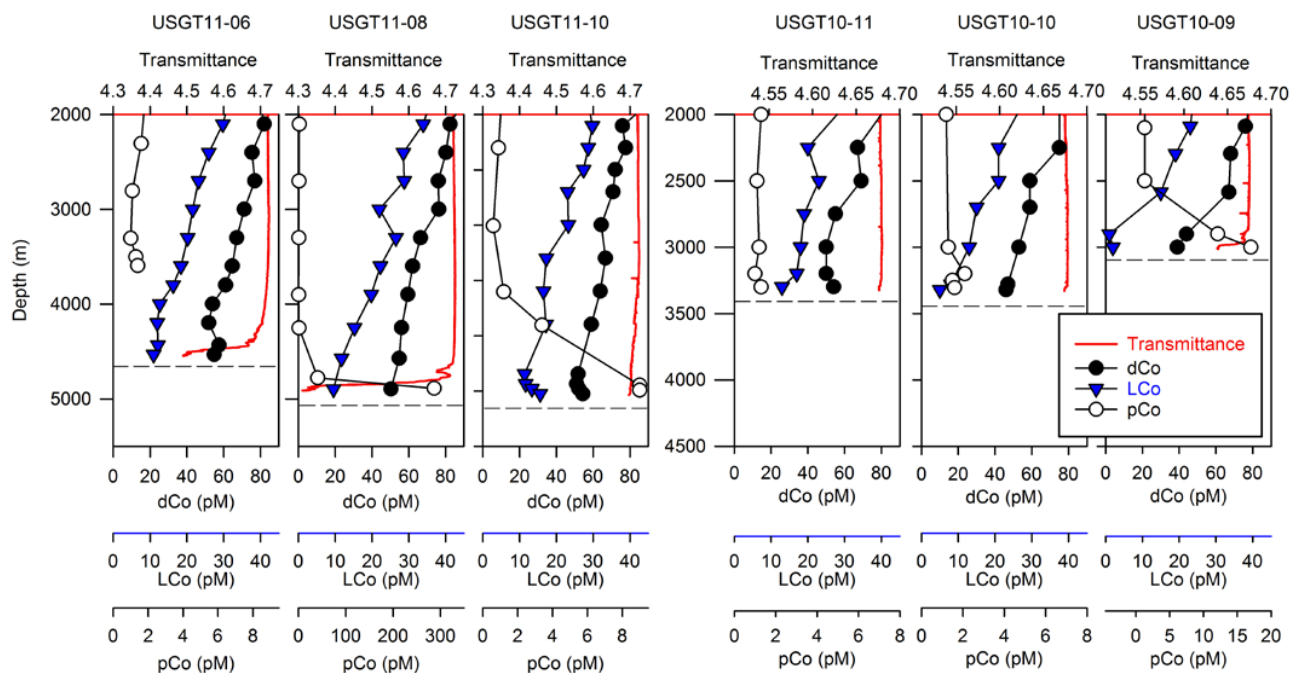 USGT11-06 USGT11-08 USGT11-10 USGT10-11 USGT10-10 USGT10-09
Transmittance Transmittance Transmittance Transmittance Transmittance Transmittance
4.3 4.4 4.5 4.6 4.7 4.3 4.4 4.5 4.6 4.7 4.3 4.4 4.5 4.6 4.7 4.55 4.60 4.65 4.70 4.55 4.60 4.65 4.70 4.55 4.60 4.65 4.70
2000 2000
2500
3000 3000
Depth (m)
3500
4000
Transmittance
dCo
LCo
pCo
4000
5000
4500
0 20 40 60 80 0 20 40 60 80 0 20 40 60 80 0 20 40 60 80 0 20 40 60 80 0 20 40 60 80
dCo (pM) dCo (pM) dCo (pM) dCo (pM) dCo (pM) dCo (pM)
0 10 20 30 40 0 10 20 30 40 0 10 20 30 40 0 10 20 30 40 0 10 20 30 40 0 10 20 30 40
LCo (pM) LCo (pM) LCo (pM) LCo (pM) LCo (pM) LCo (pM)
0 2 4 6 8 0 100 200 300 0 2 4 6 8 0 2 4 6 8 0 2 4 6 8 0 5 10 15 20
pCo (pM) pCo (pM) pCo (pM) pCo (pM) pCo (pM) pCo (pM)